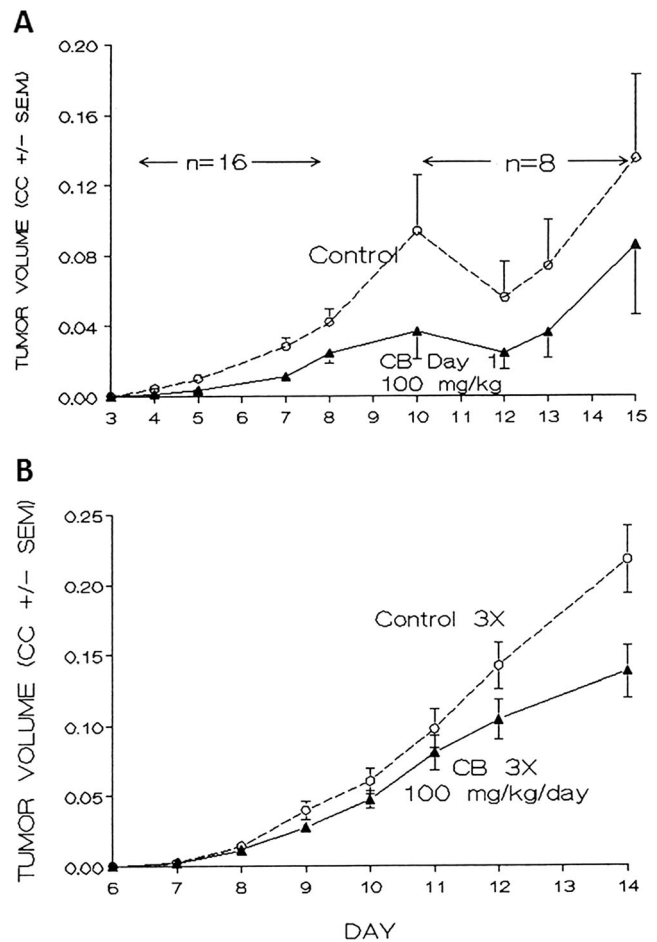 A
TUMOR VOLUME (CC +/- S.E.M.)
0.20
0.16
0.12
0.08
0.04
0.00
n=16
n=8
Control
CB Day 1
100 mg/kg
3 4 5 6 7 8 9 10 11 12 13 14 15
B
TUMOR VOLUME (CC +/- SEM)
0.25
0.20
0.15
0.10
0.05
0.00
Control 3X
CB 3X
100 mg/kg/day
6 7 8 9 10 11 12 13 14
DAY